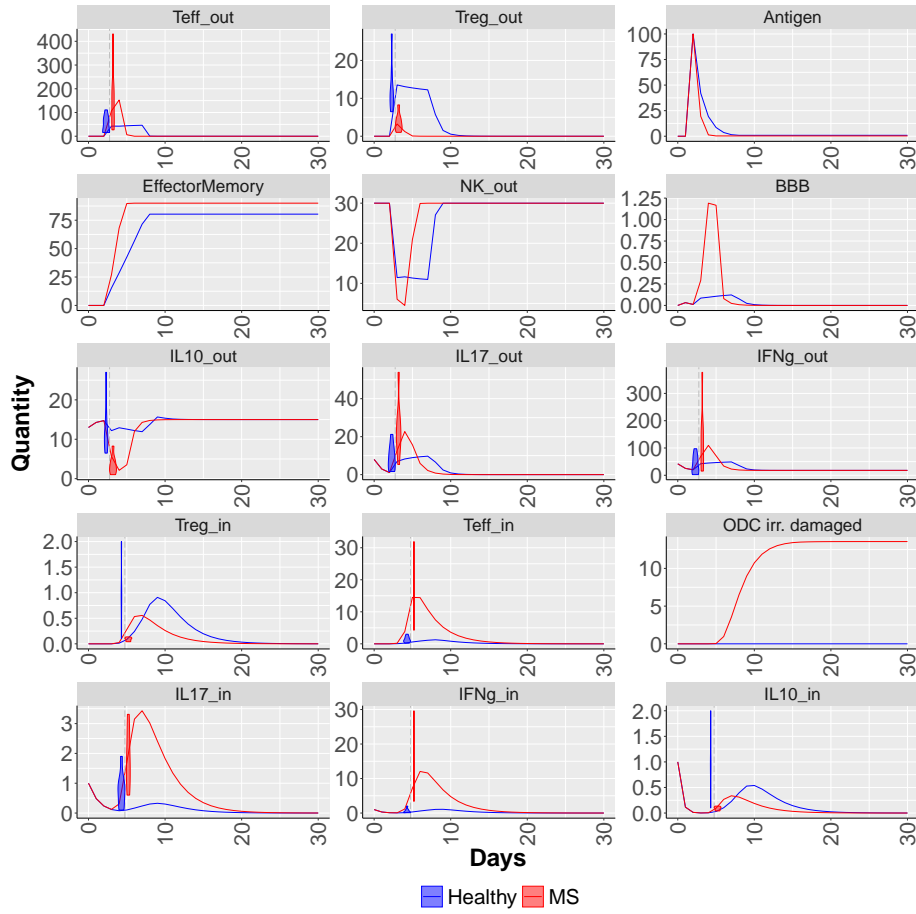 Teff_out Treg_out Antigen
400
300
200
100
0
0 10 20 30
20
10
0
0 10 20 30
100
75
50
25
0
0 10 20 30
EffectorMemory NK_out BBB
75
50
25
0
0 10 20 30
30
20
10
0 10 20 30
1.25
1.00
0.75
0.50
0.25
0.00
0 10 20 30
Quantity
IL10_out IL17_out IFNg_out
20
10
0
0 10 20 30
40
20
0
0 10 20 30
300
200
100
0
0 10 20 30
Treg_in Teff_in ODC irr. damaged
2.0
1.5
1.0
0.5
0.0
0 10 20 30
30
20
10
0
0 10 20 30
10
5
0
0 10 20 30
IL17_in IFNg_in IL10_in
3
2
1
0
0 10 20 30
30
20
10
0
0 10 20 30
2.0
1.5
1.0
0.5
0.0
0 10 20 30
Days
Healthy MS